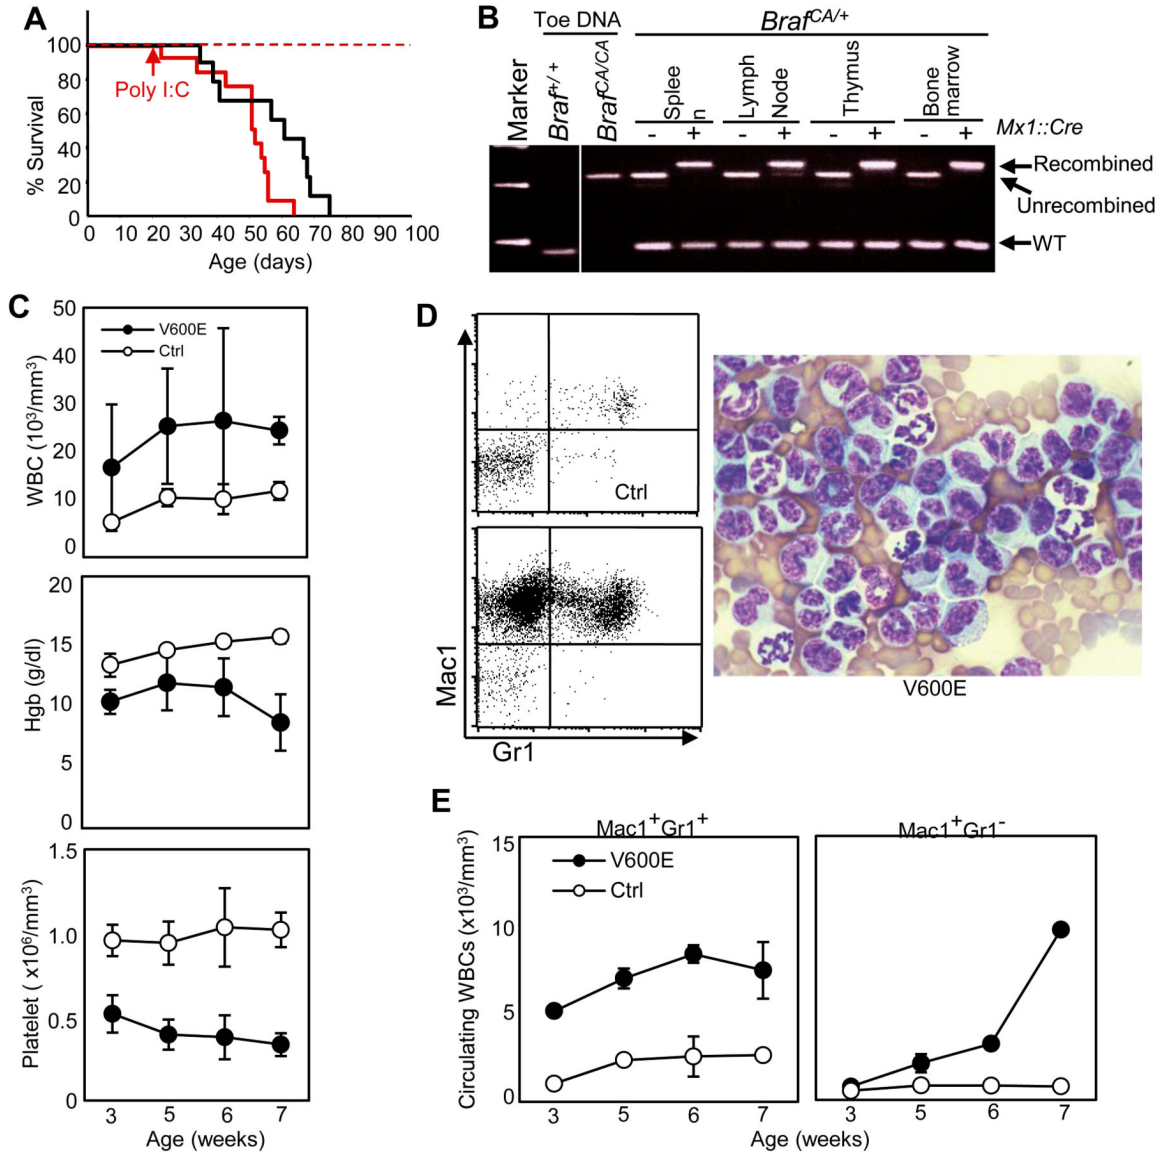 A
100
80
60
40
20
0
% Survival
Poly I:C
0 10 20 30 40 50 60 70 80 90 100
Age (days)
B
Toe DNA
Braf^CA/+
Marker
Braf^+/+
Braf^CA/CA
Splee
n
Lymph
Node
Thymus
Bone
marrow
- + - + - + - +
Mx1::Cre
Recombined
Unrecombined
WT
C
50
40
30
20
10
0
WBC (10³/mm³)
V600E
Ctrl
20
15
10
5
0
Hgb (g/dl)
1.5
1.0
0.5
0
Platelet ( x10⁶/mm³)
3 5 6 7
Age (weeks)
D
Ctrl
Mac1
Gr1
V600E
E
Mac1⁺Gr1⁺
Mac1⁺Gr1⁻
15
10
5
0
Circulating WBCs (x10³/mm³)
V600E
Ctrl
3 5 6 7
3 5 6 7
Age (weeks)